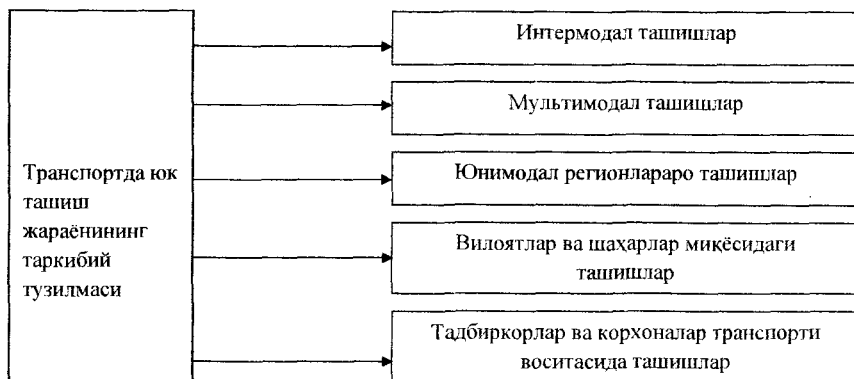 Транспортда юк
ташиш
жараёнининг
таркибий
тузилмаси
Интермодал ташишлар
Мультимодал ташишлар
Юнимодал регионлараро ташишлар
Вилоятлар ва шаҳарлар миқёсидаги
ташишлар
Тадбиркорлар ва корхоналар транспорти
воситасида ташишлар